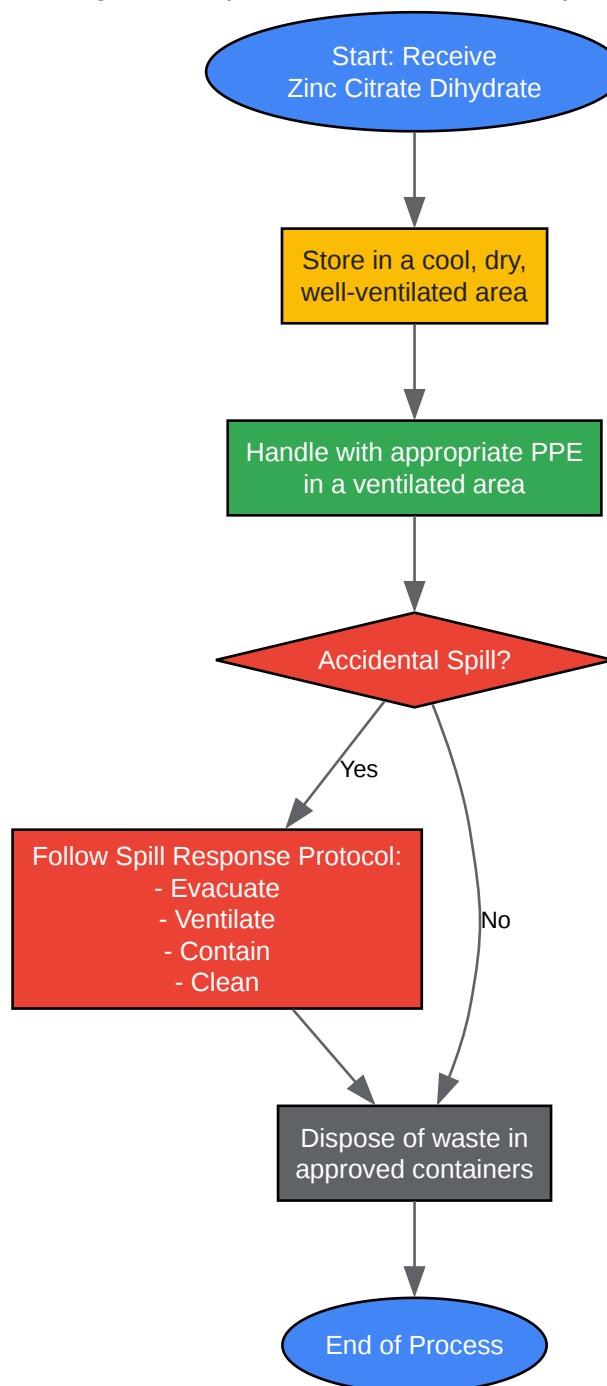 Start: Receive
Zinc Citrate Dihydrate
Store in a cool, dry,
well-ventilated area
Handle with appropriate PPE
in a ventilated area
Accidental Spill?
Yes
Follow Spill Response Protocol:
- Evacuate
- Ventilate
- Contain
- Clean
No
Dispose of waste in
approved containers
End of Process